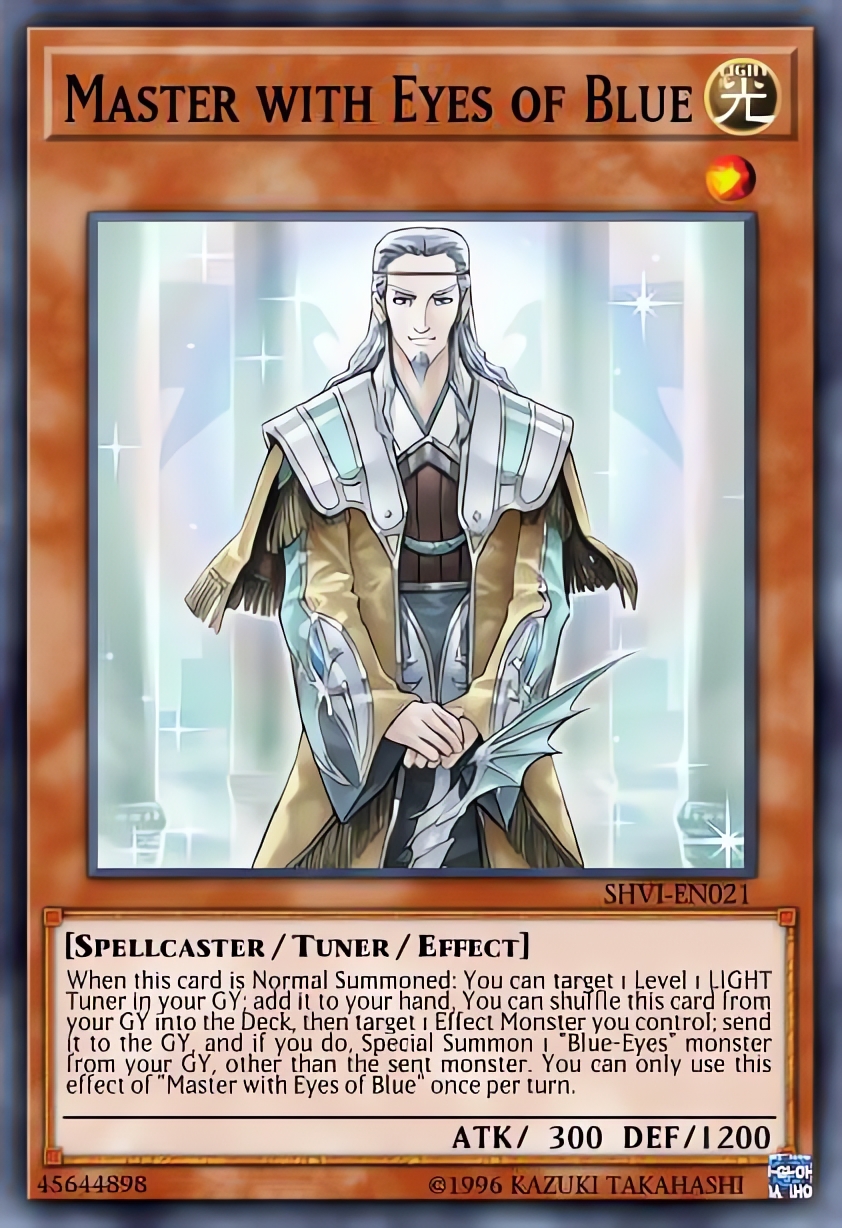 MASTER WITH EYES OF BLUE
LIGHT
光
SHVI-EN021
[SPELLCASTER / TUNER / EFFECT]
When this card is Normal Summoned: You can target 1 Level 1 LIGHT
Tuner in your GY; add it to your hand. You can shuffle this card from
your GY into the Deck, then target 1 Effect Monster you control; send
it to the GY, and if you do, Special Summon 1 "Blue-Eyes" monster
from your GY, other than the sent monster. You can only use this
effect of "Master with Eyes of Blue" once per turn.
ATK/ 300 DEF/1200
45644898
©1996 KAZUKI TAKAHASHI